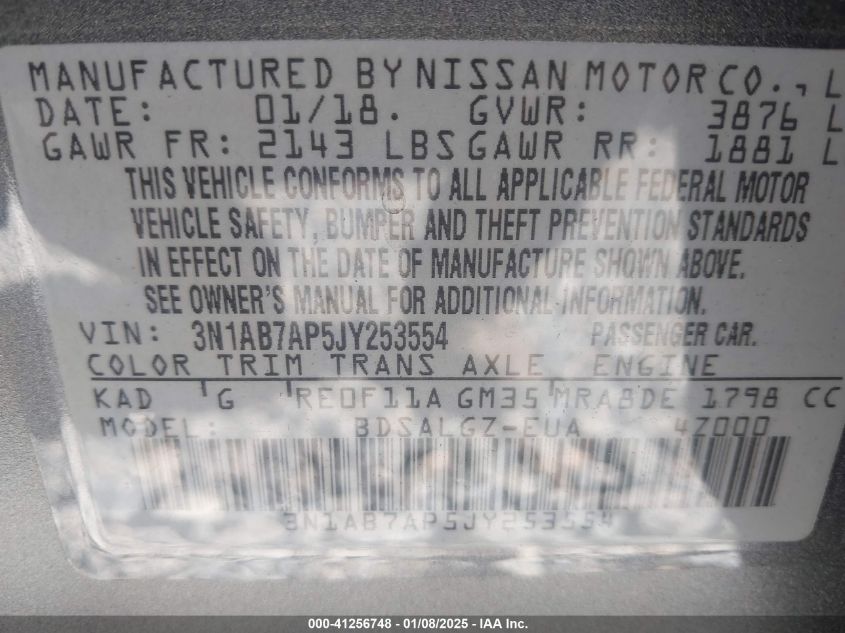 MANUFACTURED BY NISSAN MOTOR CO., L
DATE: 01/18. GVWR: 3876 L
GAWR FR: 2143 LBS GAWR RR: 1881 L
THIS VEHICLE CONFORMS TO ALL APPLICABLE FEDERAL MOTOR
VEHICLE SAFETY, BUMPER AND THEFT PREVENTION STANDARDS
IN EFFECT ON THE DATE OF MANUFACTURE SHOWN ABOVE.
SEE OWNER'S MANUAL FOR ADDITIONAL INFORMATION.
VIN: 3N1AB7AP5JY253554 PASSENGER CAR.
COLOR TRIM TRANS AXLE ENGINE
KAD G RE0F11A GM35 MRA8DE 1798 CC
MODEL: BDSALGZ-EUA 4Z000
3N1AB7AP5JY253554
000-41256748 - 01/08/2025 - IAA Inc.